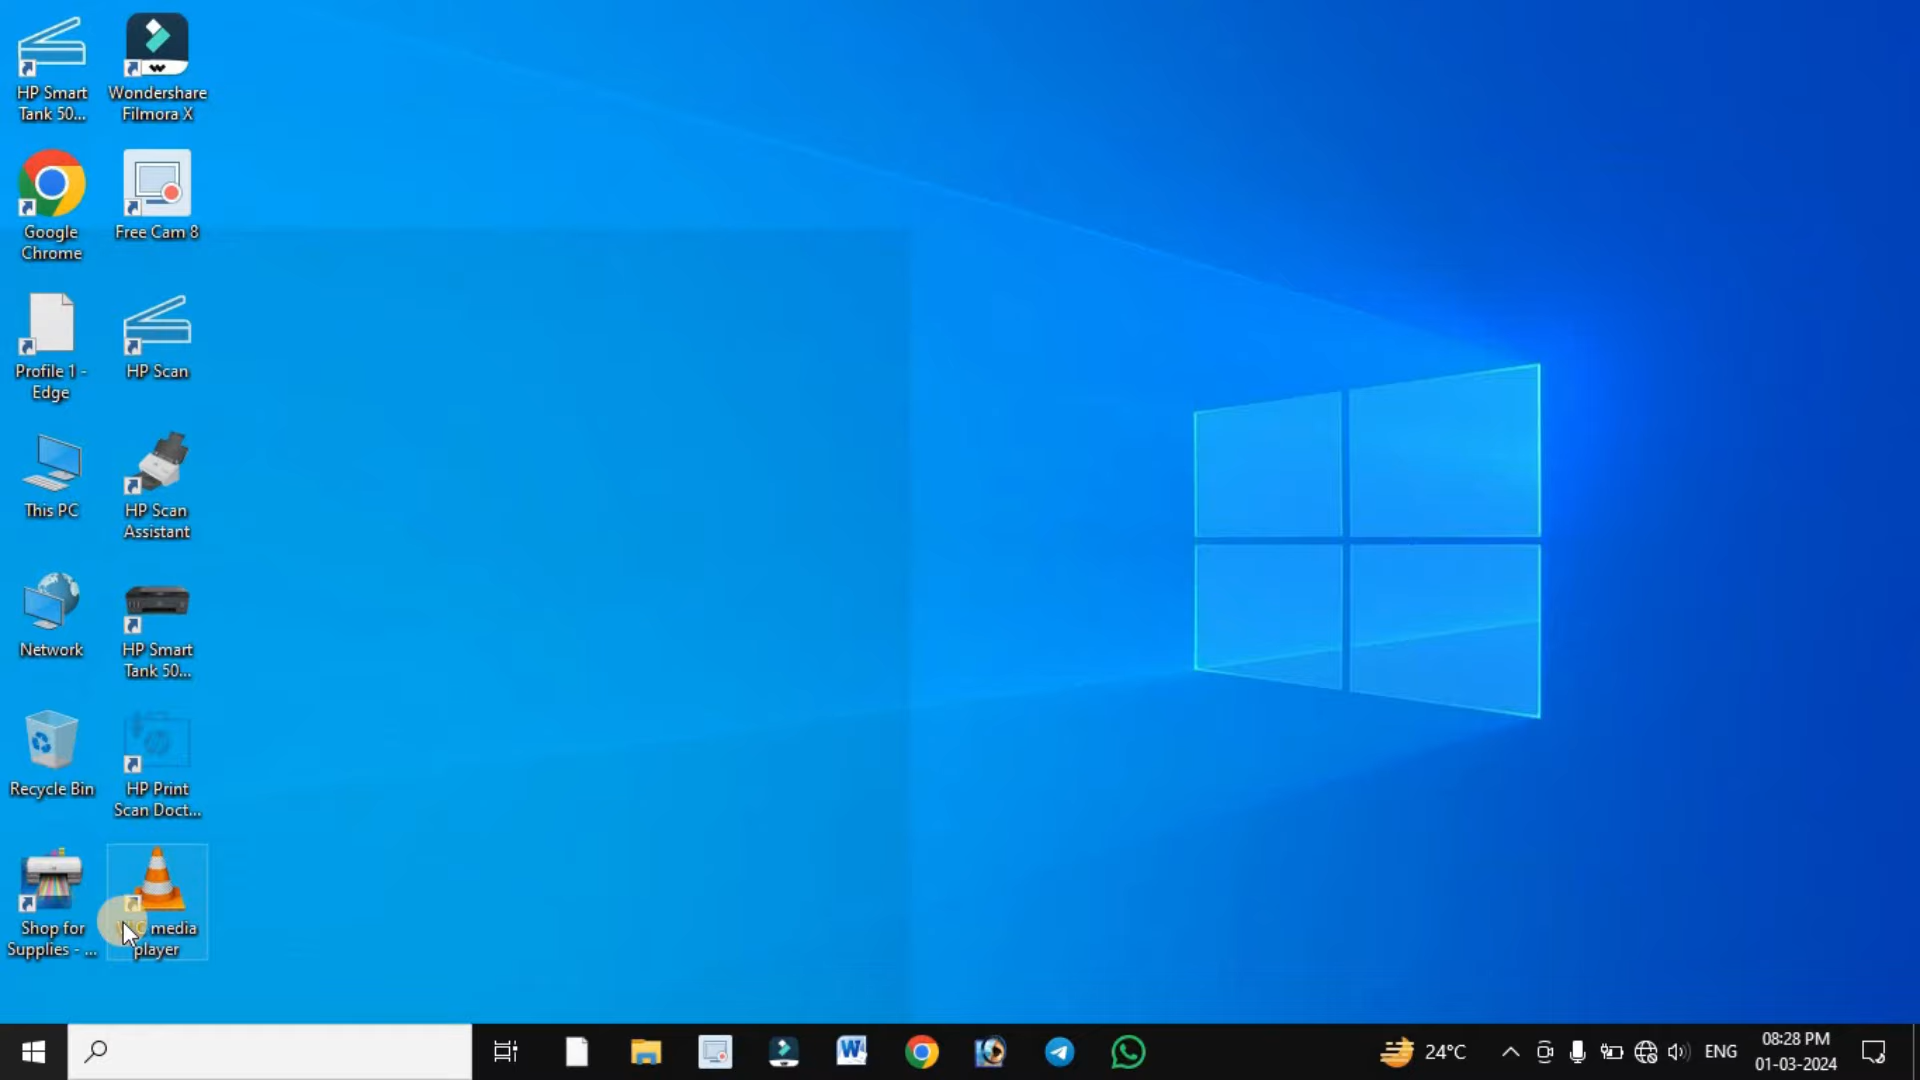 HP Smart
Tank 50...
Wondershare
Filmora X
Google
Chrome
Free Cam 8
Profile 1 -
Edge
HP Scan
This PC
HP Scan
Assistant
Network
HP Smart
Tank 50...
Recycle Bin
HP Print
Scan Doct...
Shop for
Supplies - ...
media
player
24°C
ENG
08:28 PM
01-03-2024